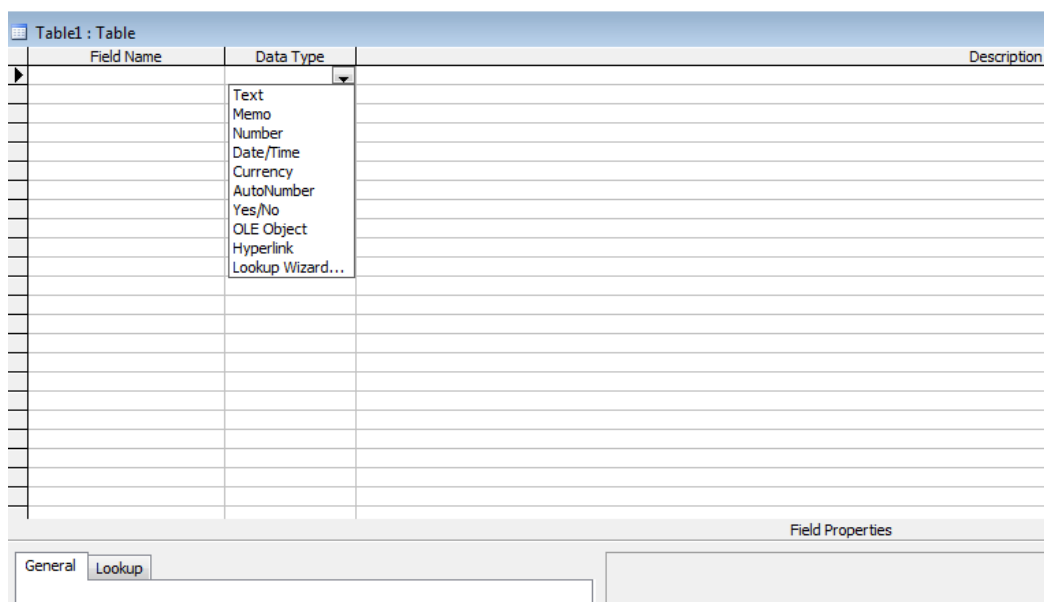 Table1 : Table
Field Name Data Type Description
Text
Memo
Number
Date/Time
Currency
AutoNumber
Yes/No
OLE Object
Hyperlink
Lookup Wizard...
Field Properties
General Lookup